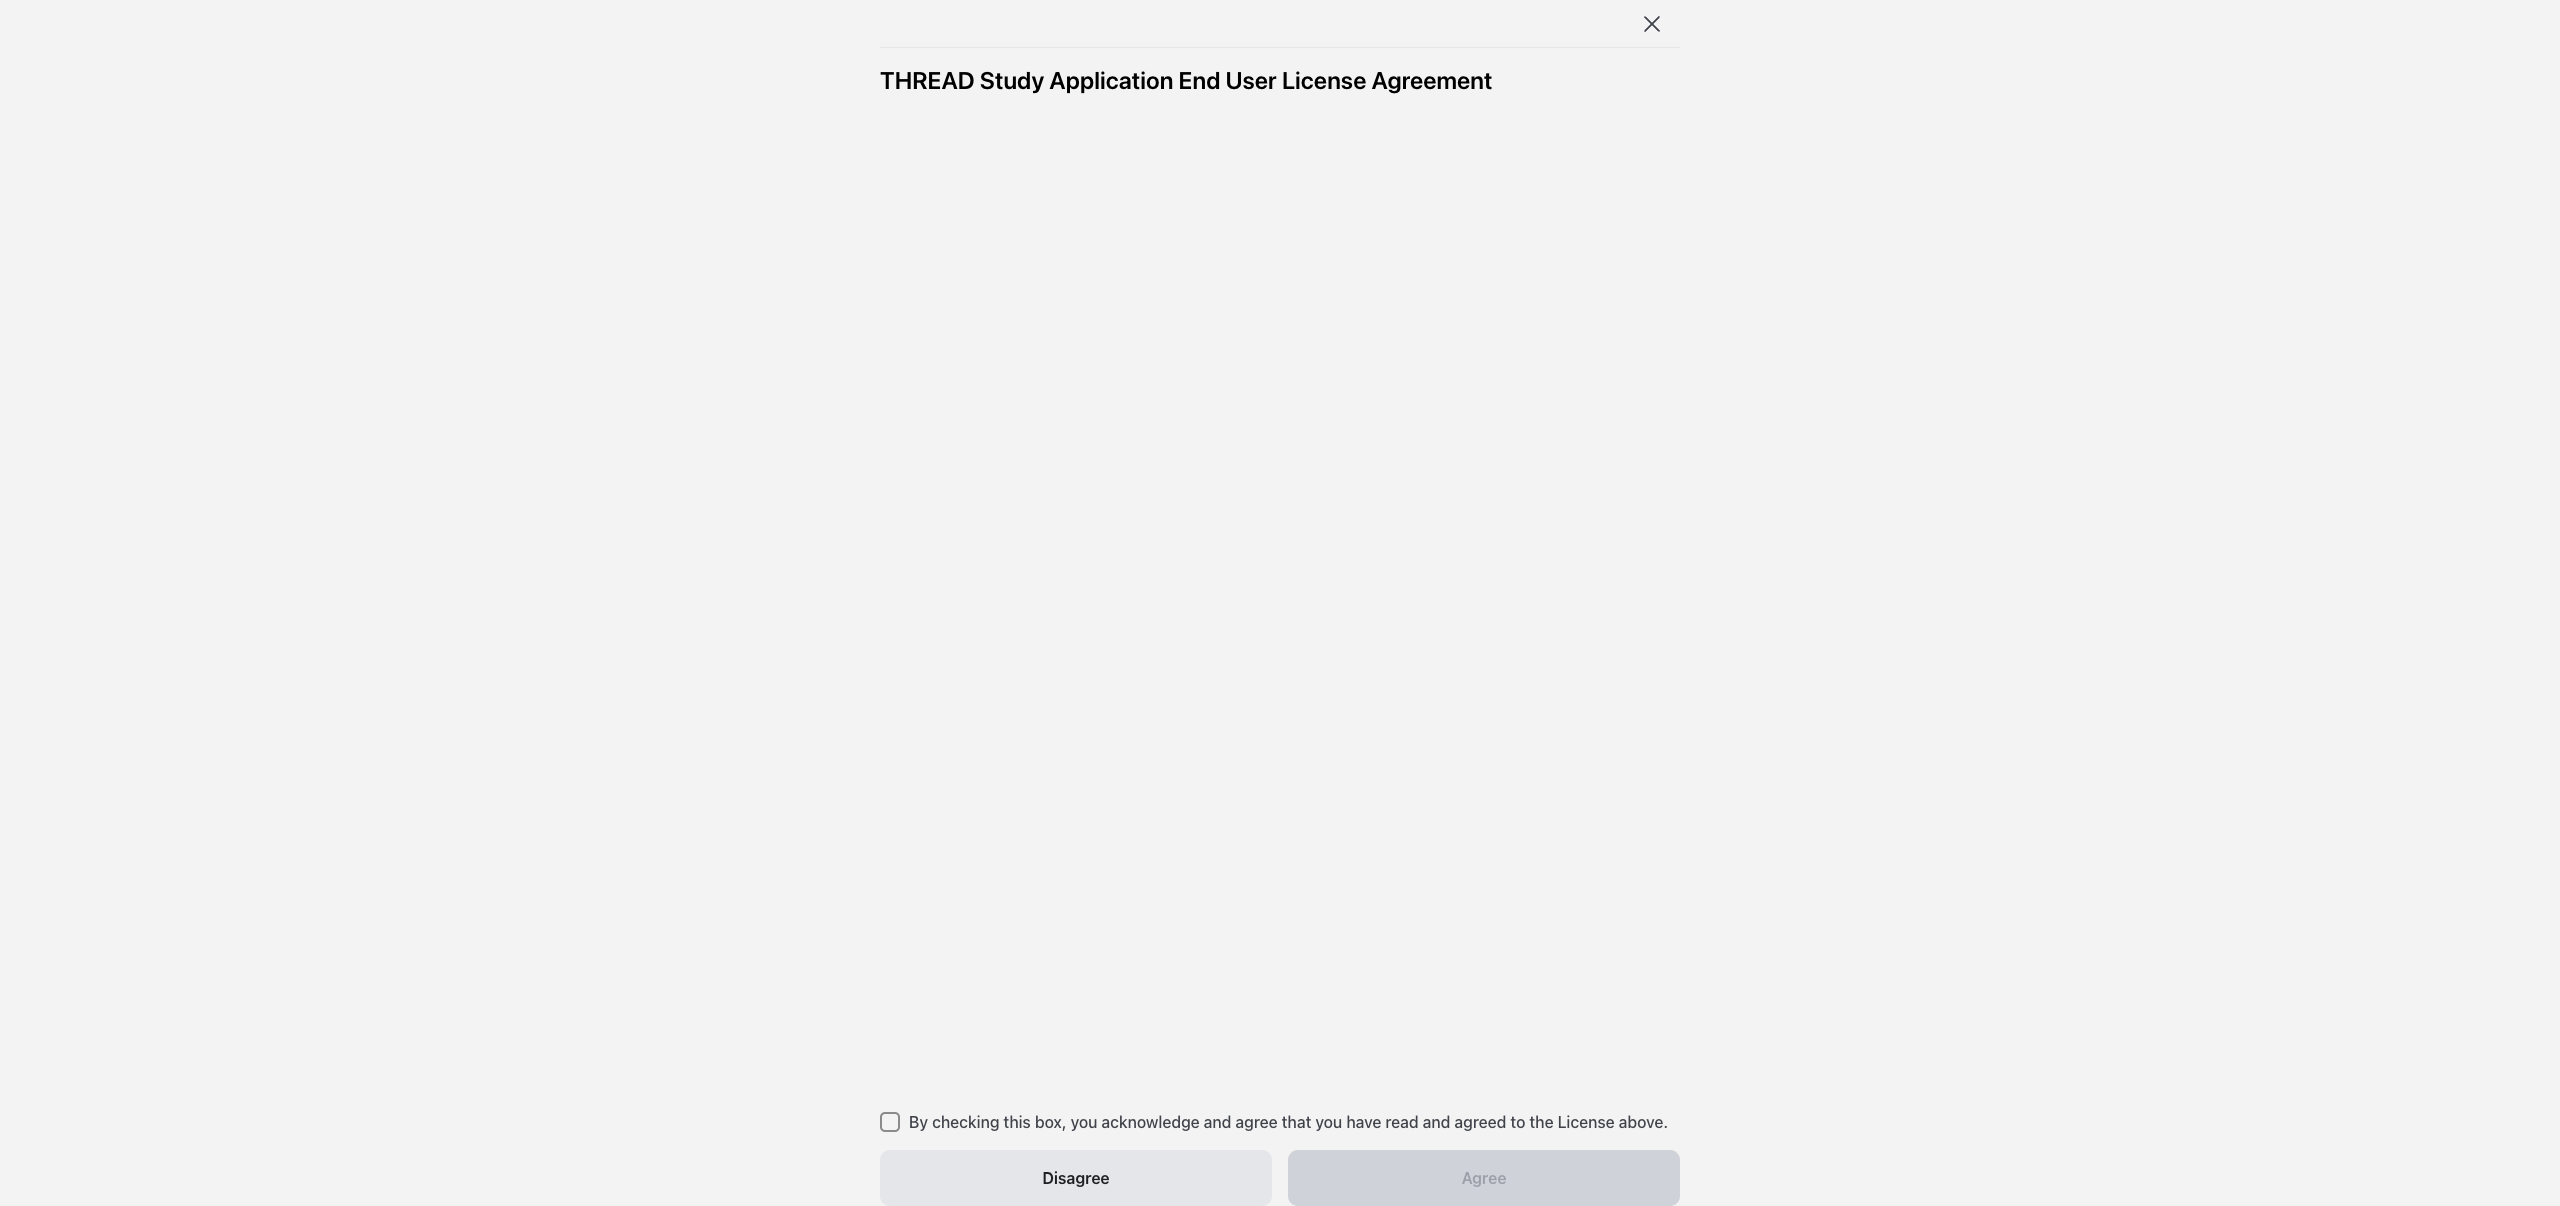 THREAD Study Application End User License Agreement
By checking this box, you acknowledge and agree that you have read and agreed to the License above.
Disagree
Agree